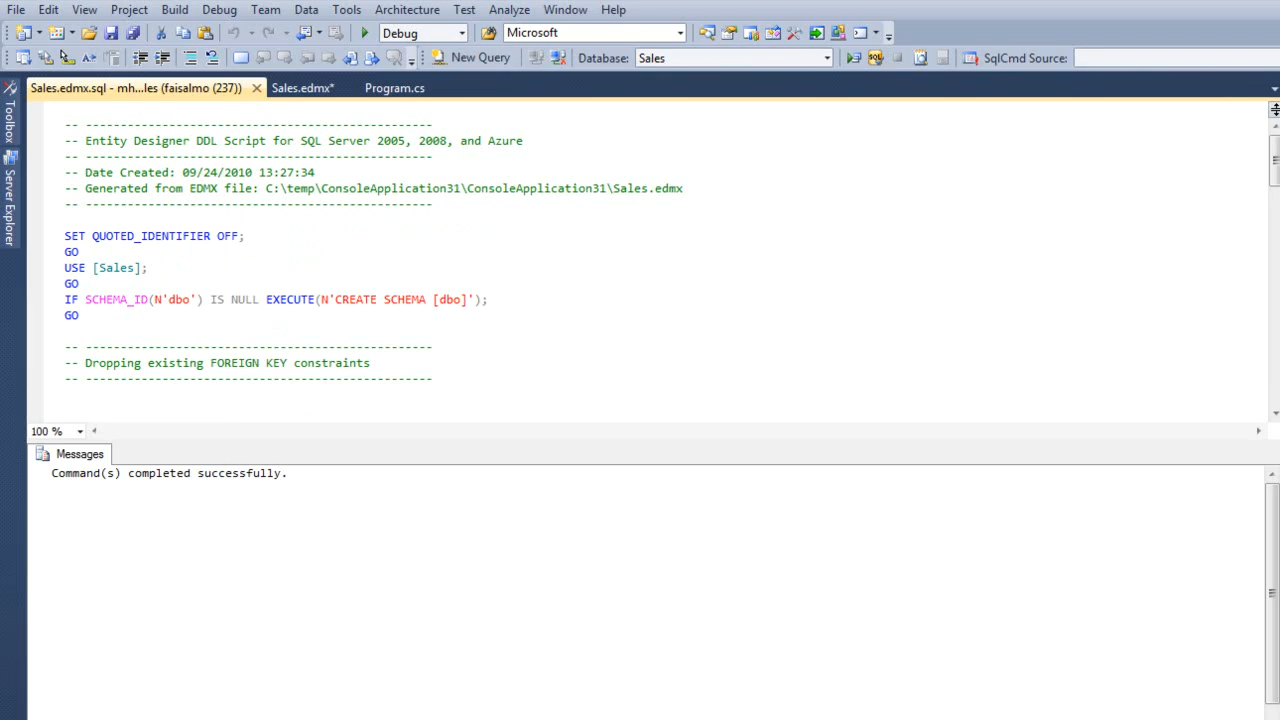 File Edit View Project Build Debug Team Data Tools Architecture Test Analyze Window Help
Debug Microsoft
New Query Database: Sales SqlCmd Source:
Sales.edmx.sql - mh...les (faisalmo (237)) Sales.edmx* Program.cs
Toolbox
Server Explorer
-- --------------------------------------------------
-- Entity Designer DDL Script for SQL Server 2005, 2008, and Azure
-- --------------------------------------------------
-- Date Created: 09/24/2010 13:27:34
-- Generated from EDMX file: C:\temp\ConsoleApplication31\ConsoleApplication31\Sales.edmx
-- --------------------------------------------------
SET QUOTED_IDENTIFIER OFF;
GO
USE [Sales];
GO
IF SCHEMA_ID(N'dbo') IS NULL EXECUTE(N'CREATE SCHEMA [dbo]');
GO
-- --------------------------------------------------
-- Dropping existing FOREIGN KEY constraints
-- --------------------------------------------------
100 %
Messages
Command(s) completed successfully.